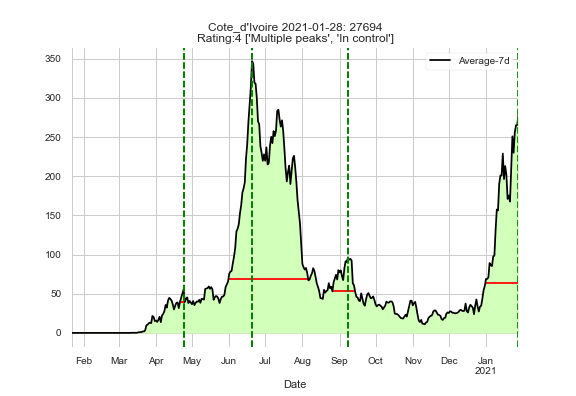 Cote_d'Ivoire 2021-01-28: 27694
Rating:4 ['Multiple peaks', 'In control']
Average-7d
350
300
250
200
150
100
50
0
Feb Mar Apr May Jun Jul Aug Sep Oct Nov Dec Jan
2021
Date